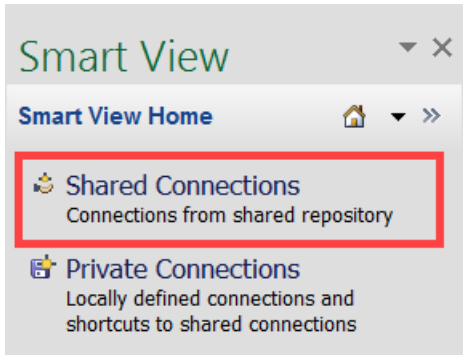 Smart View
Smart View Home
Shared Connections
Connections from shared repository
Private Connections
Locally defined connections and
shortcuts to shared connections